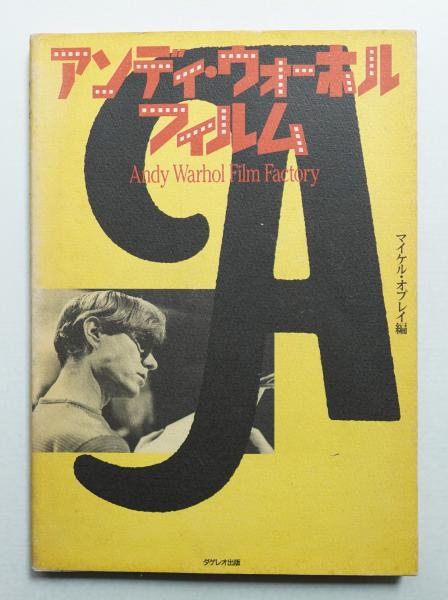 アンディ・ウォーホル
フィルム
Andy Warhol Film Factory
A
マイケル・オプレイ編
ダゲレオ出版